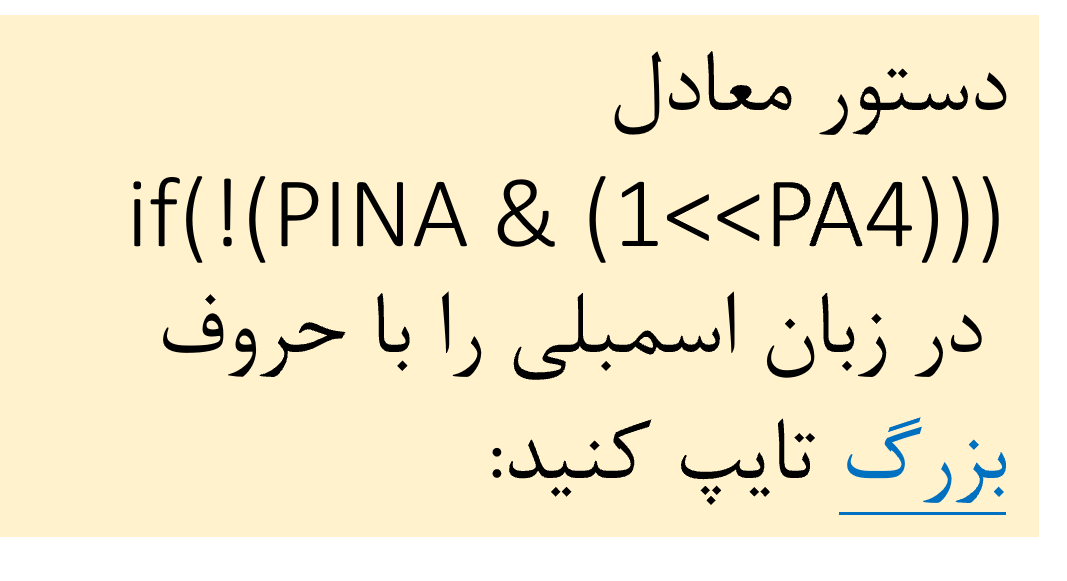 دستور معادل
if(!(PINA & (1<<PA4)))
در زبان اسمبلی را با حروف
بزرگ تایپ کنید: